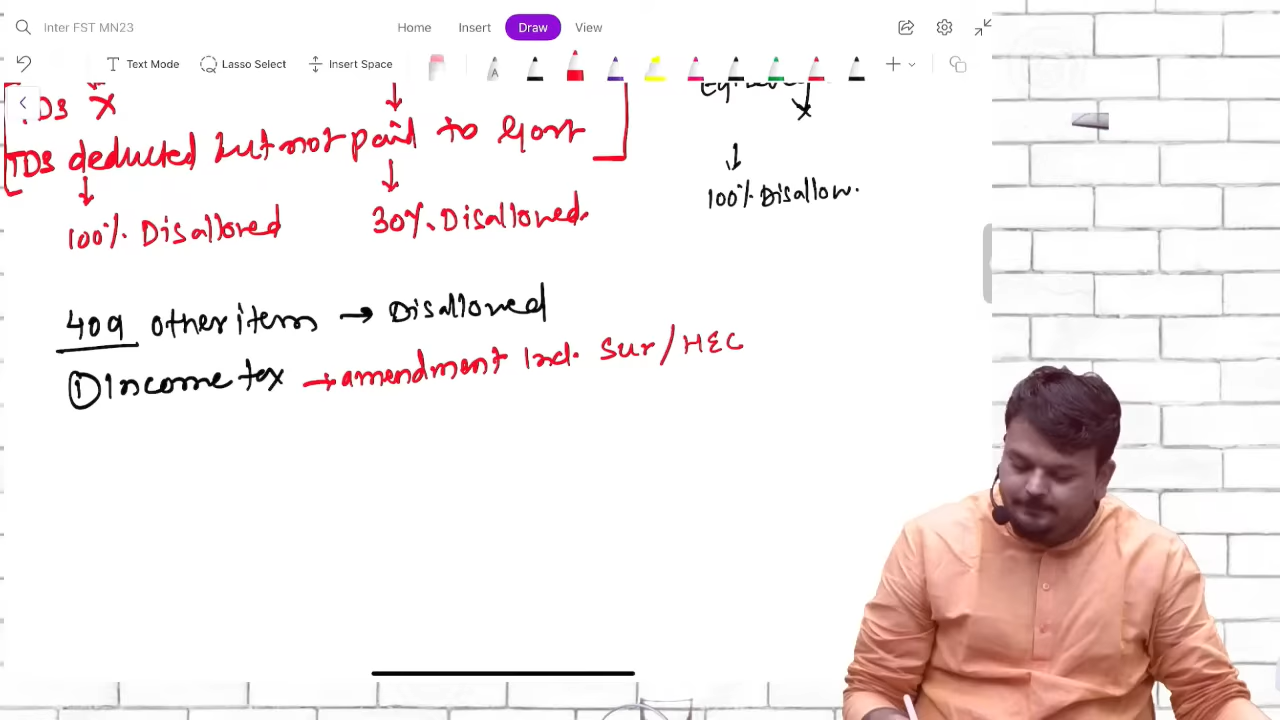 Inter FST MN23
Home Insert Draw View
Text Mode Lasso Select Insert Space
TDS X
TDS deducted but not paid to Govt
100% Disallowed 30% Disallowed.
100% Disallow.
40a other items → Disallowed
① Income tax → amendment Incl. Sur/HEC